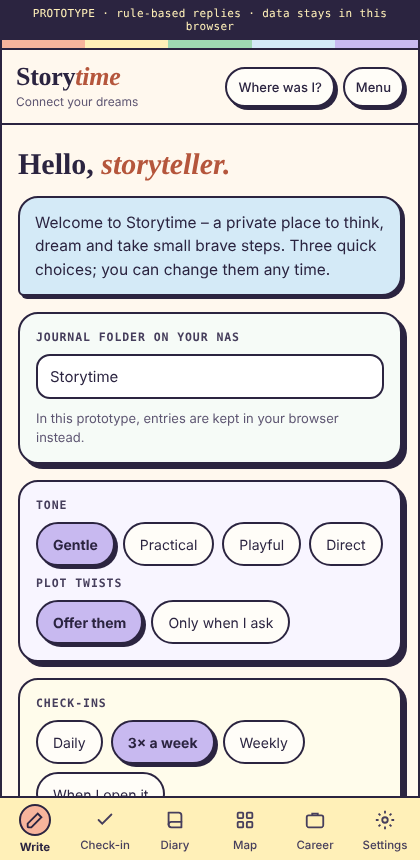 PROTOTYPE · rule-based replies · data stays in this
browser
Storytime
Connect your dreams
Where was I?
Menu
Hello, storyteller.
Welcome to Storytime – a private place to think,
dream and take small brave steps. Three quick
choices; you can change them any time.
JOURNAL FOLDER ON YOUR NAS
Storytime
In this prototype, entries are kept in your browser
instead.
TONE
Gentle
Practical
Playful
Direct
PLOT TWISTS
Offer them
Only when I ask
CHECK-INS
Daily
3× a week
Weekly
When I open it
Write
Check-in
Diary
Map
Career
Settings